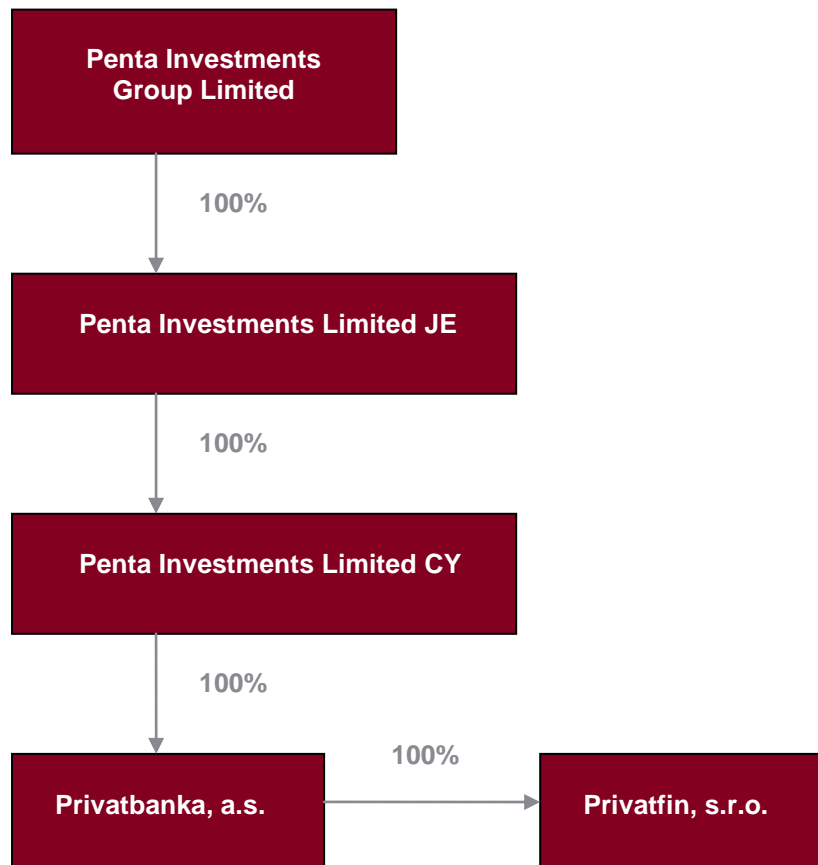 Penta Investments
Group Limited
100%
Penta Investments Limited JE
100%
Penta Investments Limited CY
100%
100%
Privatbanka, a.s.
Privatfin, s.r.o.